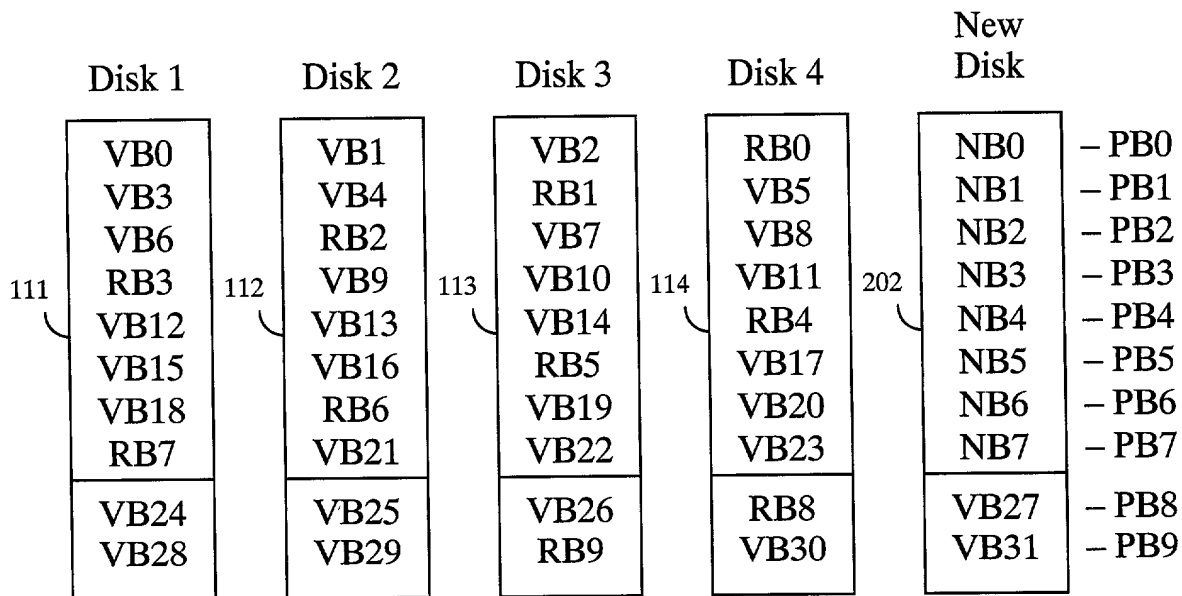 New
Disk 1 Disk 2 Disk 3 Disk 4 Disk
VB0 VB1 VB2 RB0 NB0 – PB0
VB3 VB4 RB1 VB5 NB1 – PB1
VB6 RB2 VB7 VB8 NB2 – PB2
111 RB3 112 VB9 113 VB10 114 VB11 202 NB3 – PB3
VB12 VB13 VB14 RB4 NB4 – PB4
VB15 VB16 RB5 VB17 NB5 – PB5
VB18 RB6 VB19 VB20 NB6 – PB6
RB7 VB21 VB22 VB23 NB7 – PB7
VB24 VB25 VB26 RB8 VB27 – PB8
VB28 VB29 RB9 VB30 VB31 – PB9